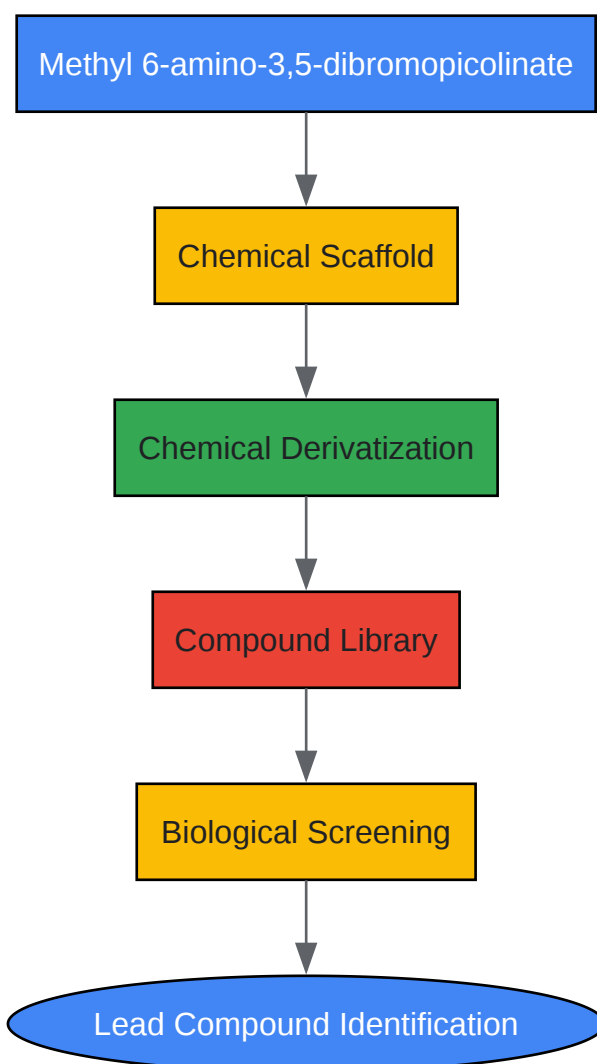 Methyl 6-amino-3,5-dibromopicolinate
Chemical Scaffold
Chemical Derivatization
Compound Library
Biological Screening
Lead Compound Identification